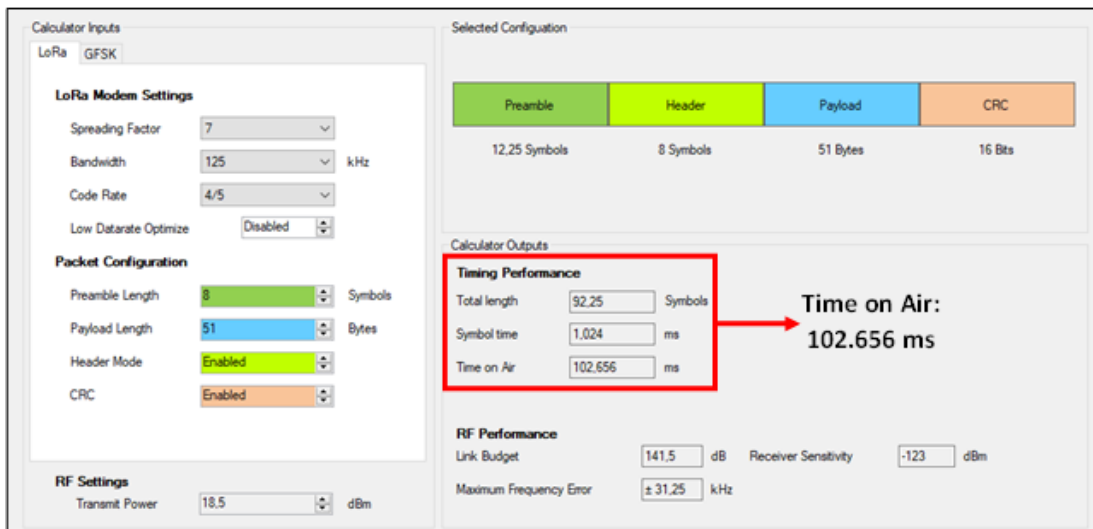 Calculator Inputs
LoRa GFSK
LoRa Modem Settings
Spreading Factor 7
Bandwidth 125 kHz
Code Rate 4/5
Low Datarate Optimize Disabled
Packet Configuration
Preamble Length 8 Symbols
Payload Length 51 Bytes
Header Mode Enabled
CRC Enabled
RF Settings
Transmit Power 18,5 dBm
Selected Configuation
Preamble Header Payload CRC
12,25 Symbols 8 Symbols 51 Bytes 16 Bits
Calculator Outputs
Timing Performance
Total length 92,25 Symbols
Symbol time 1,024 ms
Time on Air 102,656 ms
Time on Air:
102.656 ms
RF Performance
Link Budget 141,5 dB Receiver Sensitivity -123 dBm
Maximum Frequency Error ± 31,25 kHz